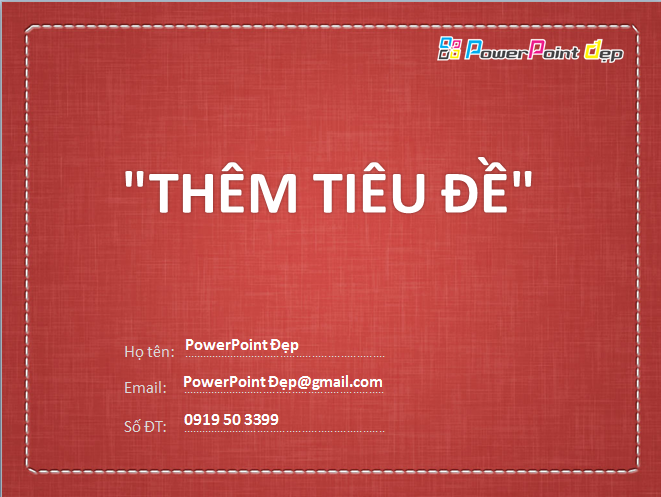 PowerPoint đẹp
"THÊM TIÊU ĐỀ"
Họ tên: PowerPoint Đẹp
Email: PowerPoint Đẹp@gmail.com
Số ĐT: 0919 50 3399